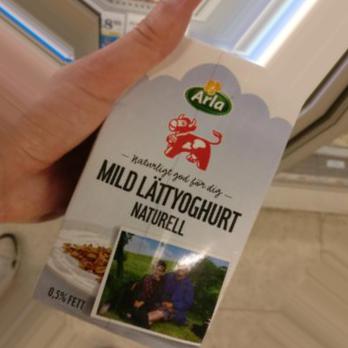 Arla
Naturligt god för dig
MILD LÄTTYOGHURT
NATURELL
0,5% FETT